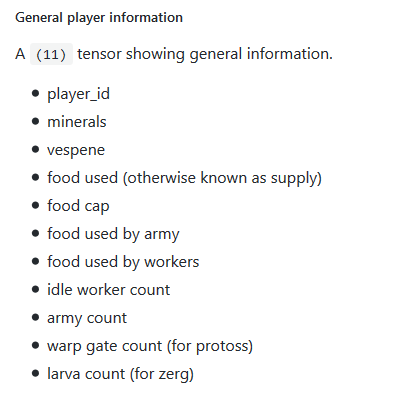 General player information
A (11) tensor showing general information.
• player_id
• minerals
• vespene
• food used (otherwise known as supply)
• food cap
• food used by army
• food used by workers
• idle worker count
• army count
• warp gate count (for protoss)
• larva count (for zerg)